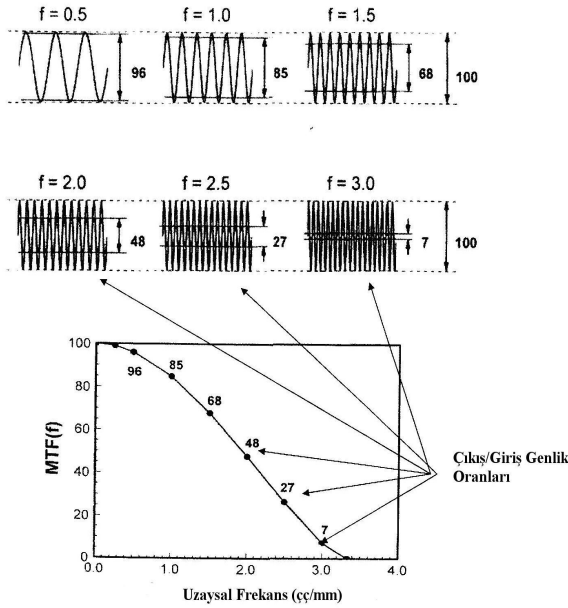 f = 0.5 f = 1.0 f = 1.5
96 85 68 100
f = 2.0 f = 2.5 f = 3.0
48 27 7 100
100
80
60
40
20
0
96
85
68
48
27
7
MTF(f)
0.0 1.0 2.0 3.0 4.0
Uzaysal Frekans (çç/mm)
Çıkış/Giriş Genlik
Oranları